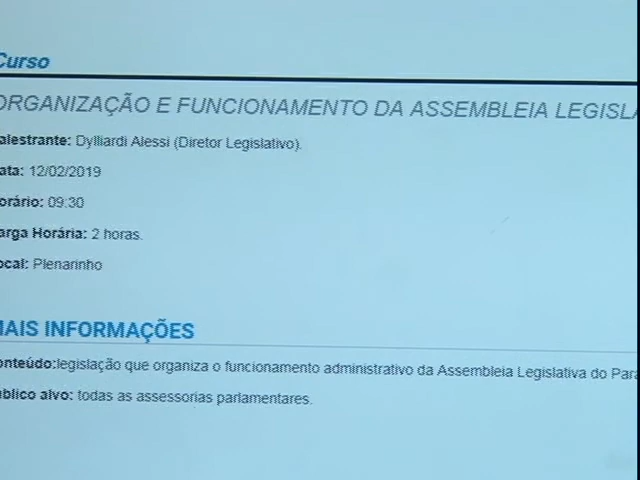 Curso
ORGANIZAÇÃO E FUNCIONAMENTO DA ASSEMBLEIA LEGISLA
alestrante: Dylliardi Alessi (Diretor Legislativo).
ata: 12/02/2019
orário: 09:30
arga Horária: 2 horas.
ocal: Plenarinho
MAIS INFORMAÇÕES
onteúdo:legislação que organiza o funcionamento administrativo da Assembleia Legislativa do Para
úblico alvo: todas as assessorias parlamentares.